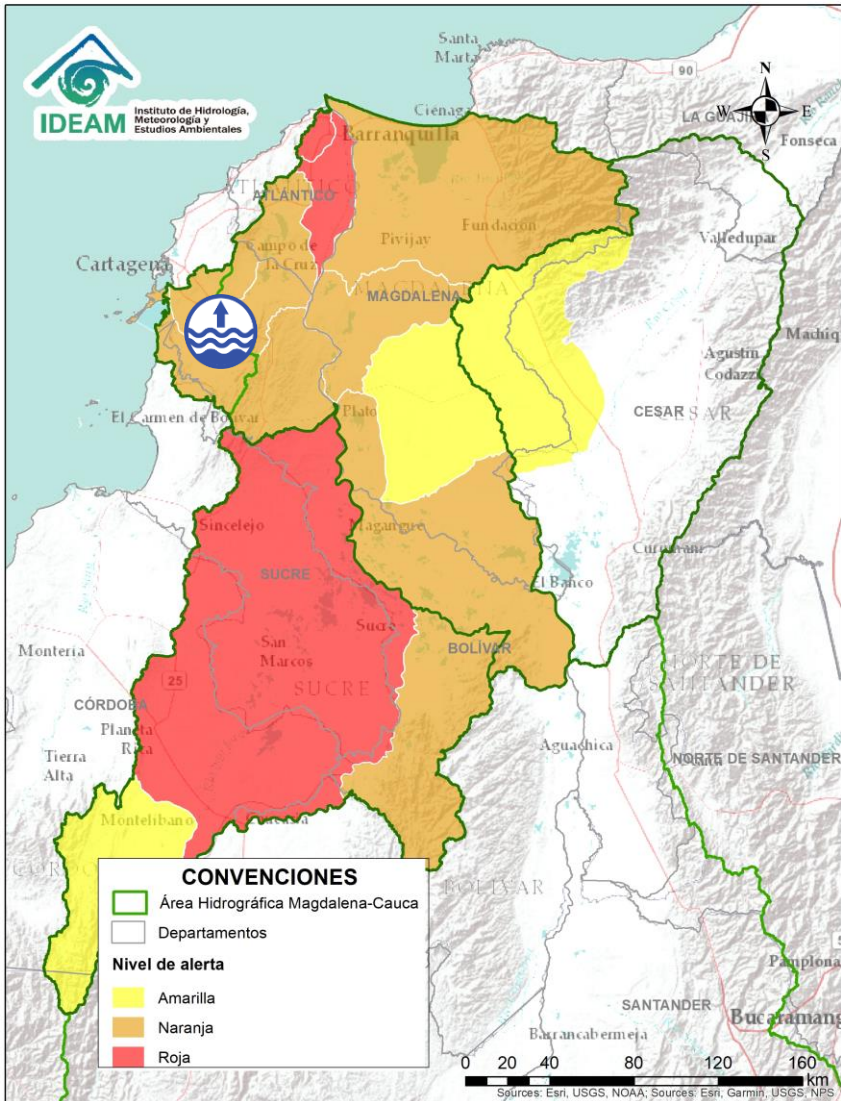 IDEAM
Instituto de Hidrología,
Meteorología y
Estudios Ambientales
Santa
Marta
90
N
W
E
S
Ciénaga
LA GUAJIRA
Fonseca
Barranquilla
ATLÁNTICO
Fundación
Pivijay
Valledupar
Campo de
la Cruz
Cartagena
MAGDALENA
Agustín
Codazzi
CESAR
CESAR
El Carmen de Bolívar
Plato
Sincelejo
Magangué
Curumaní
SUCRE
El Banco
Sucre
San
Marcos
BOLÍVAR
Montería
SUCRE
NORTE DE
SANTANDER
25
CÓRDOBA
Planeta
Rica
Aguachica
Tierra
Alta
NORTE DE SANTANDER
Montelíbano
BOLÍVAR
CONVENCIONES
Área Hidrográfica Magdalena-Cauca
Departamentos
Nivel de alerta
Amarilla
Naranja
Roja
Pamplona
SANTANDER
Bucaramang
Barrancabermeja
0 20 40 80 120 160
km
Sources: Esri, USGS, NOAA; Sources: Esri, Garmin, USGS, NPS